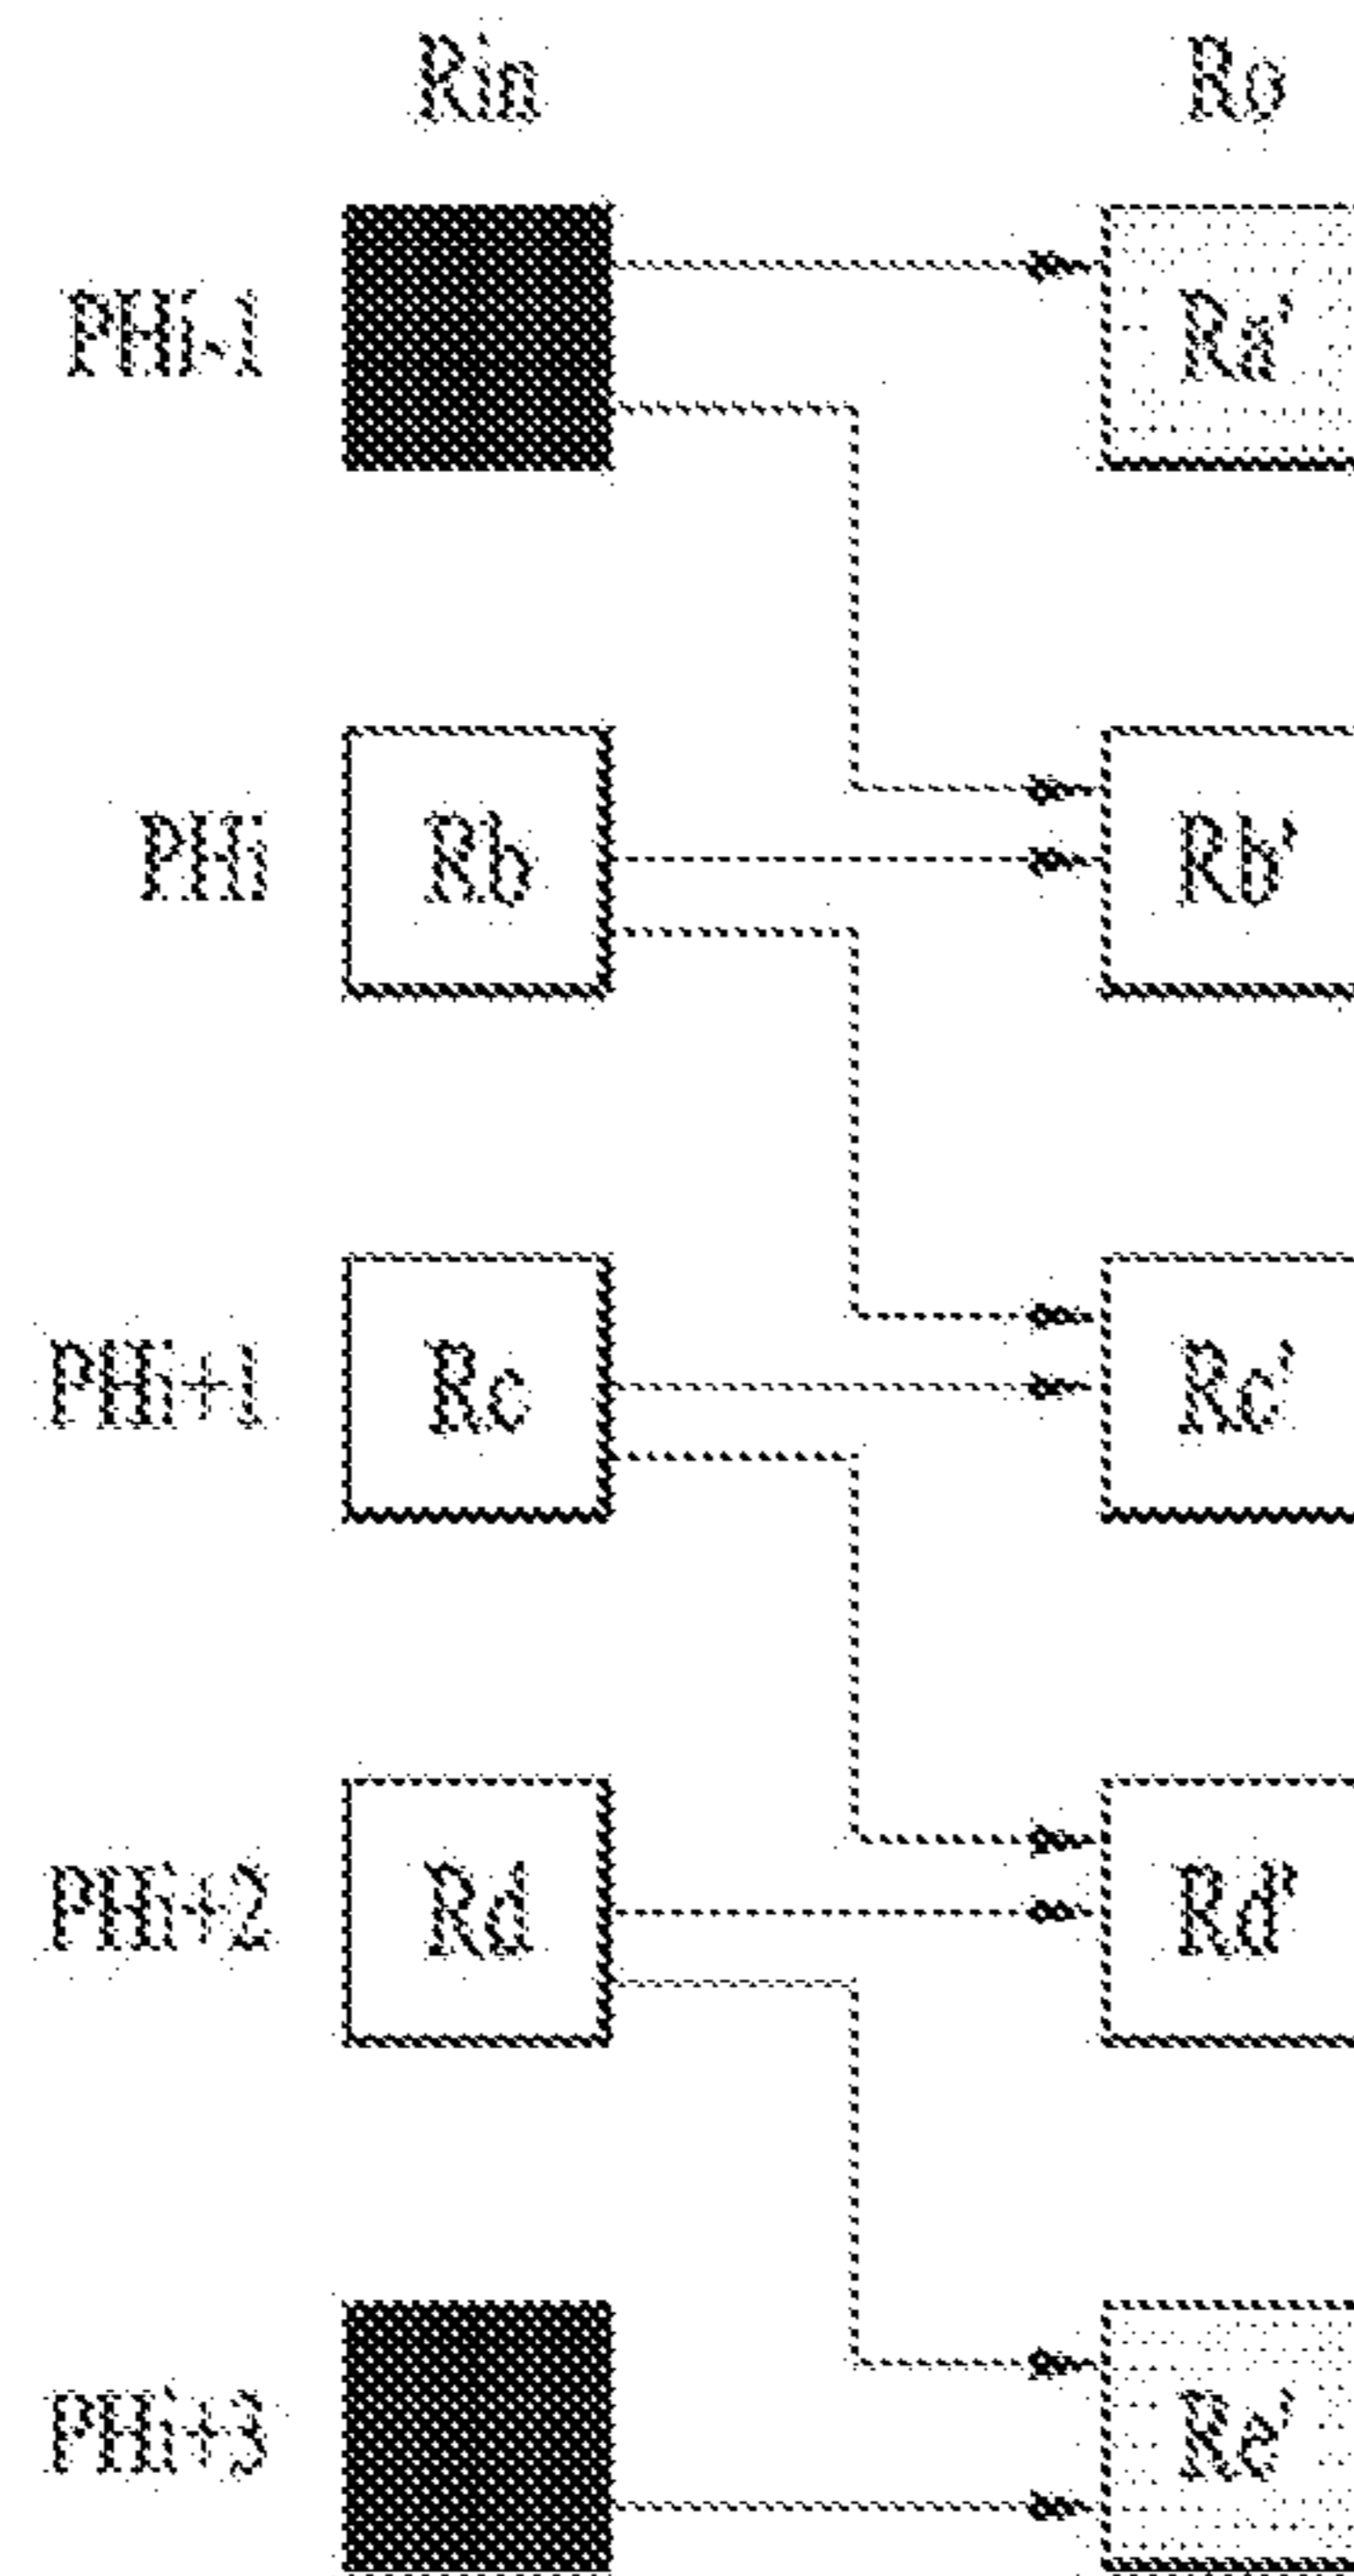 Rin Ro
PHi-1 Ra'
PHi Rb Rb'
PHi+1 Rc Rc'
PHi+2 Rd Rd'
PHi+3 Re'